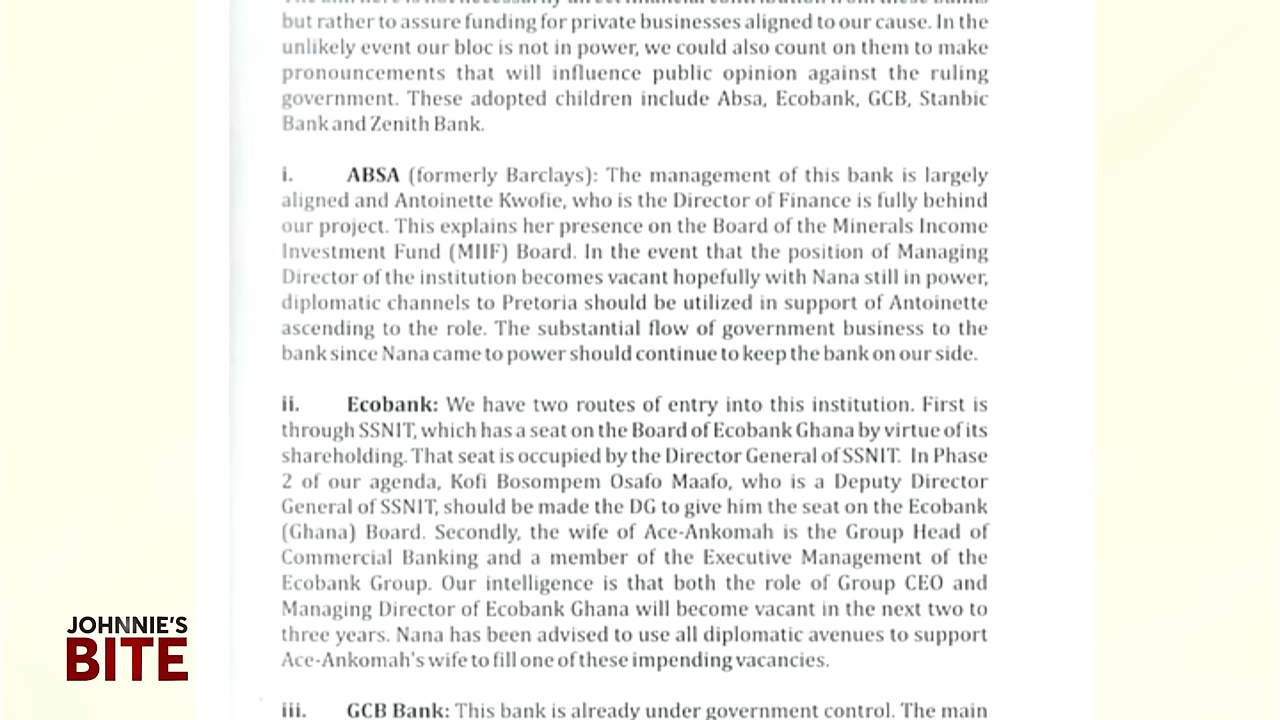 but rather to assure funding for private businesses aligned to our cause. In the
unlikely event our bloc is not in power, we could also count on them to make
pronouncements that will influence public opinion against the ruling
government. These adopted children include Absa, Ecobank, GCB, Stanbic
Bank and Zenith Bank.
i. ABSA (formerly Barclays): The management of this bank is largely
aligned and Antoinette Kwofie, who is the Director of Finance is fully behind
our project. This explains her presence on the Board of the Minerals Income
Investment Fund (MIIF) Board. In the event that the position of Managing
Director of the institution becomes vacant hopefully with Nana still in power,
diplomatic channels to Pretoria should be utilized in support of Antoinette
ascending to the role. The substantial flow of government business to the
bank since Nana came to power should continue to keep the bank on our side.
ii. Ecobank: We have two routes of entry into this institution. First is
through SSNIT, which has a seat on the Board of Ecobank Ghana by virtue of its
shareholding. That seat is occupied by the Director General of SSNIT. In Phase
2 of our agenda, Kofi Bosompem Osafo Maafo, who is a Deputy Director
General of SSNIT, should be made the DG to give him the seat on the Ecobank
(Ghana) Board. Secondly, the wife of Ace-Ankomah is the Group Head of
Commercial Banking and a member of the Executive Management of the
Ecobank Group. Our intelligence is that both the role of Group CEO and
Managing Director of Ecobank Ghana will become vacant in the next two to
three years. Nana has been advised to use all diplomatic avenues to support
Ace-Ankomah's wife to fill one of these impending vacancies.
iii. GCB Bank: This bank is already under government control. The main
JOHNNIE'S
BITE